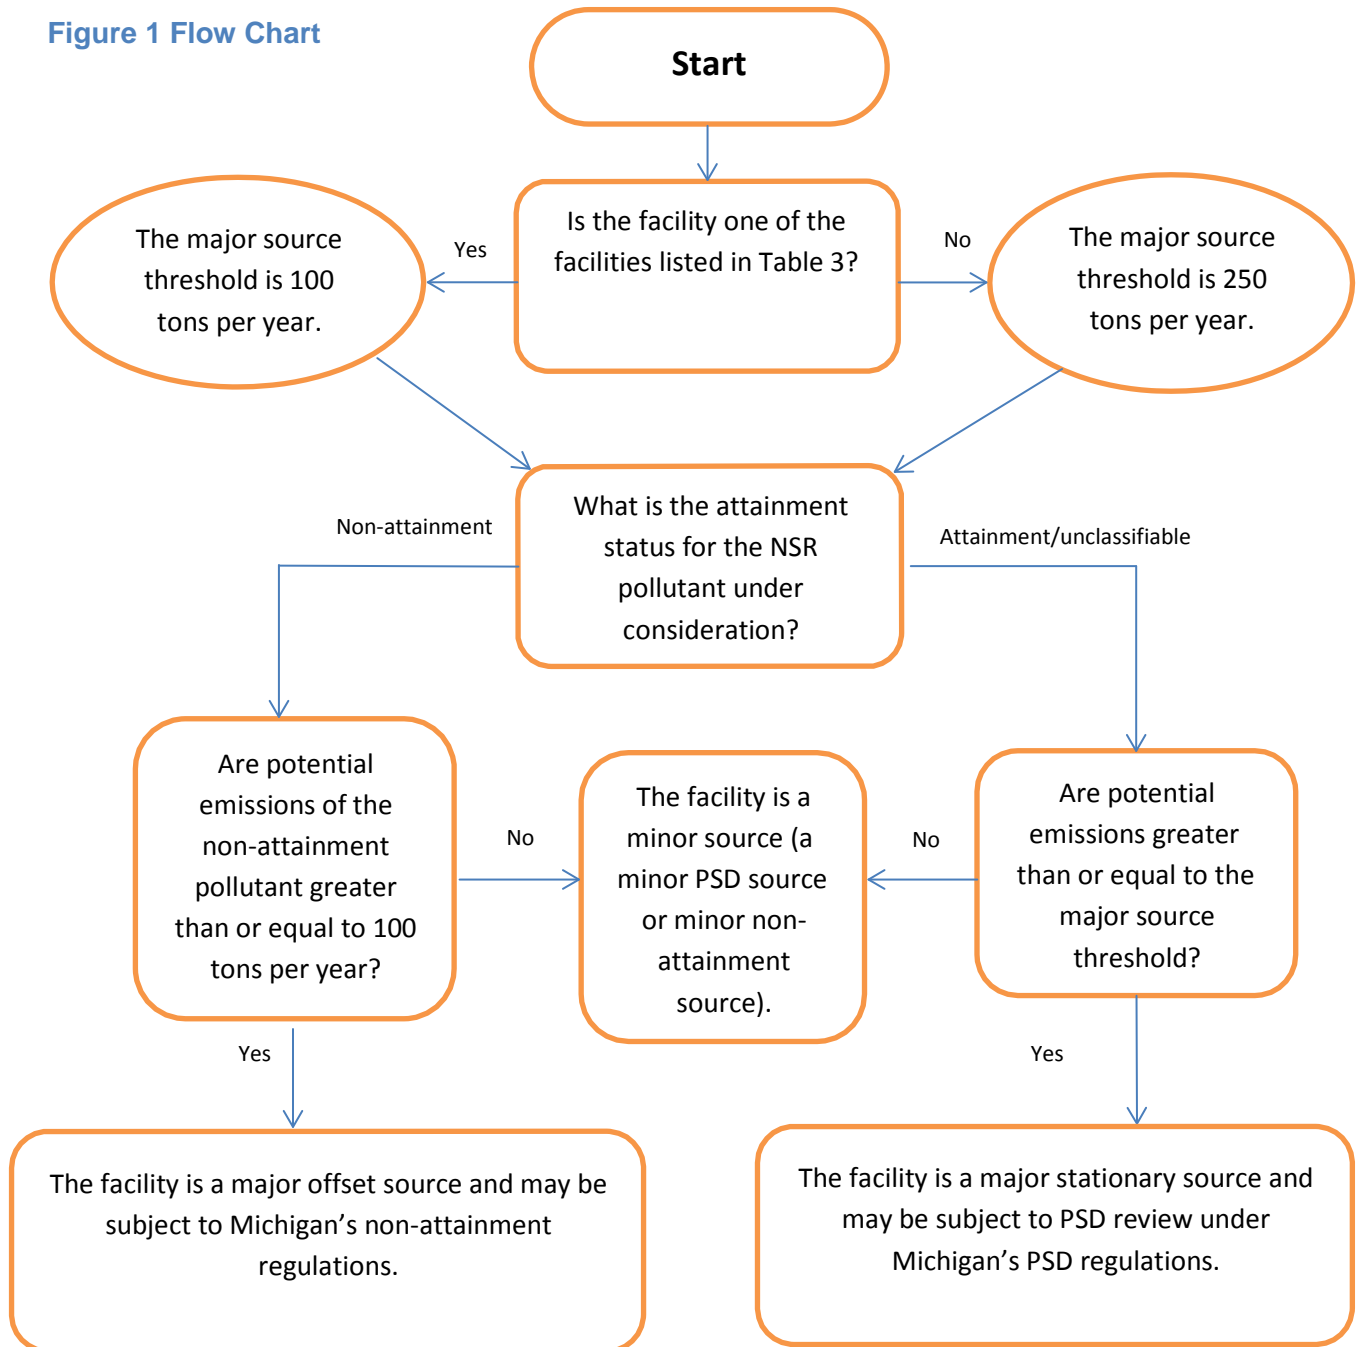 Figure 1 Flow Chart
Start
Is the facility one of the
facilities listed in Table 3?
Yes
No
The major source
threshold is 100
tons per year.
The major source
threshold is 250
tons per year.
What is the attainment
status for the NSR
pollutant under
consideration?
Non-attainment
Attainment/unclassifiable
Are potential
emissions of the
non-attainment
pollutant greater
than or equal to 100
tons per year?
No
The facility is a
minor source (a
minor PSD source
or minor non-
attainment
source).
No
Are potential
emissions greater
than or equal to the
major source
threshold?
Yes
Yes
The facility is a major offset source and may be
subject to Michigan’s non-attainment
regulations.
The facility is a major stationary source and
may be subject to PSD review under
Michigan’s PSD regulations.